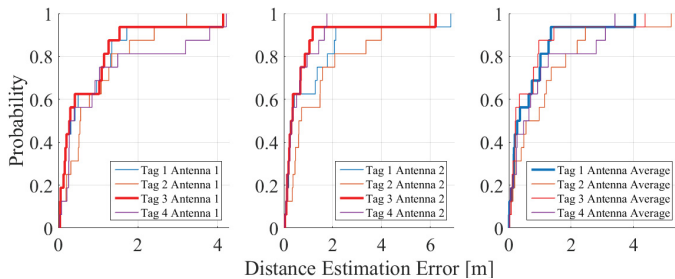 Probability
1
0.8
0.6
0.4
0.2
0
0 2 4
Tag 1 Antenna 1
Tag 2 Antenna 1
Tag 3 Antenna 1
Tag 4 Antenna 1
1
0.8
0.6
0.4
0.2
0
0 2 4 6
Tag 1 Antenna 2
Tag 2 Antenna 2
Tag 3 Antenna 2
Tag 4 Antenna 2
1
0.8
0.6
0.4
0.2
0
0 2 4
Tag 1 Antenna Average
Tag 2 Antenna Average
Tag 3 Antenna Average
Tag 4 Antenna Average
Distance Estimation Error [m]